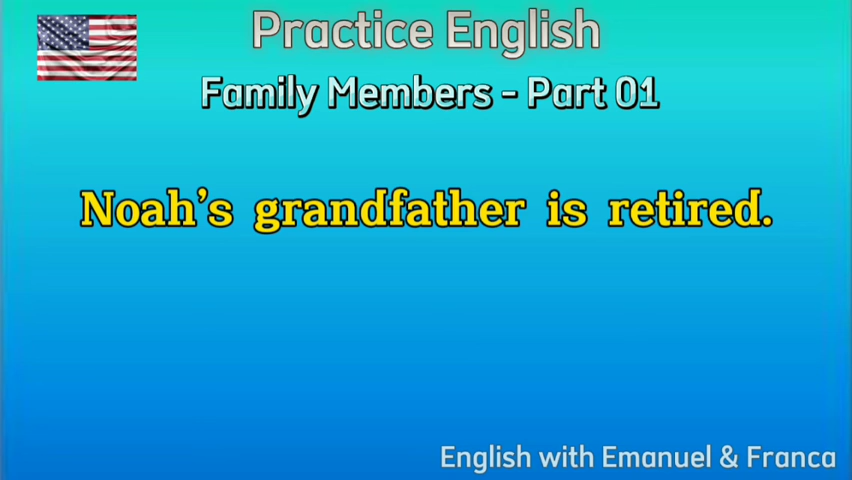 Practice English
Family Members - Part 01
Noah's grandfather is retired.
English with Emanuel & Franca